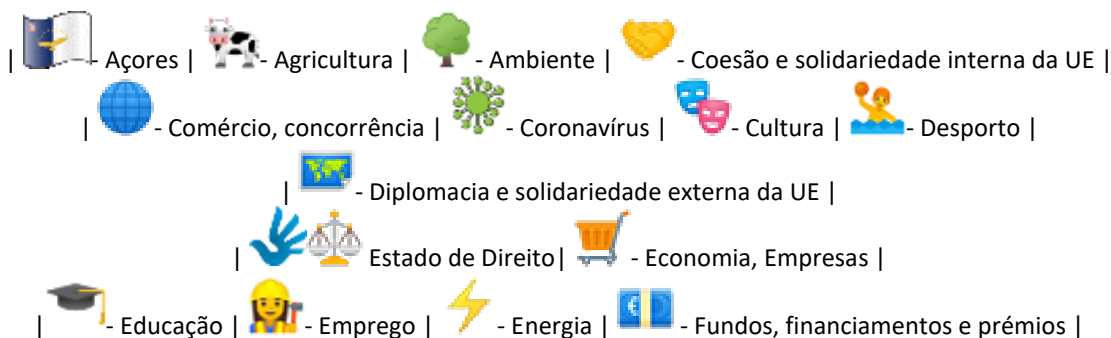 | - Açores | - Agricultura | - Ambiente | - Coesão e solidariedade interna da UE |
| - Comércio, concorrência | - Coronavírus | - Cultura | - Desporto |
| - Diplomacia e solidariedade externa da UE |
| Estado de Direito| - Economia, Empresas |
| - Educação | - Emprego | - Energia | - Fundos, financiamentos e prémios |